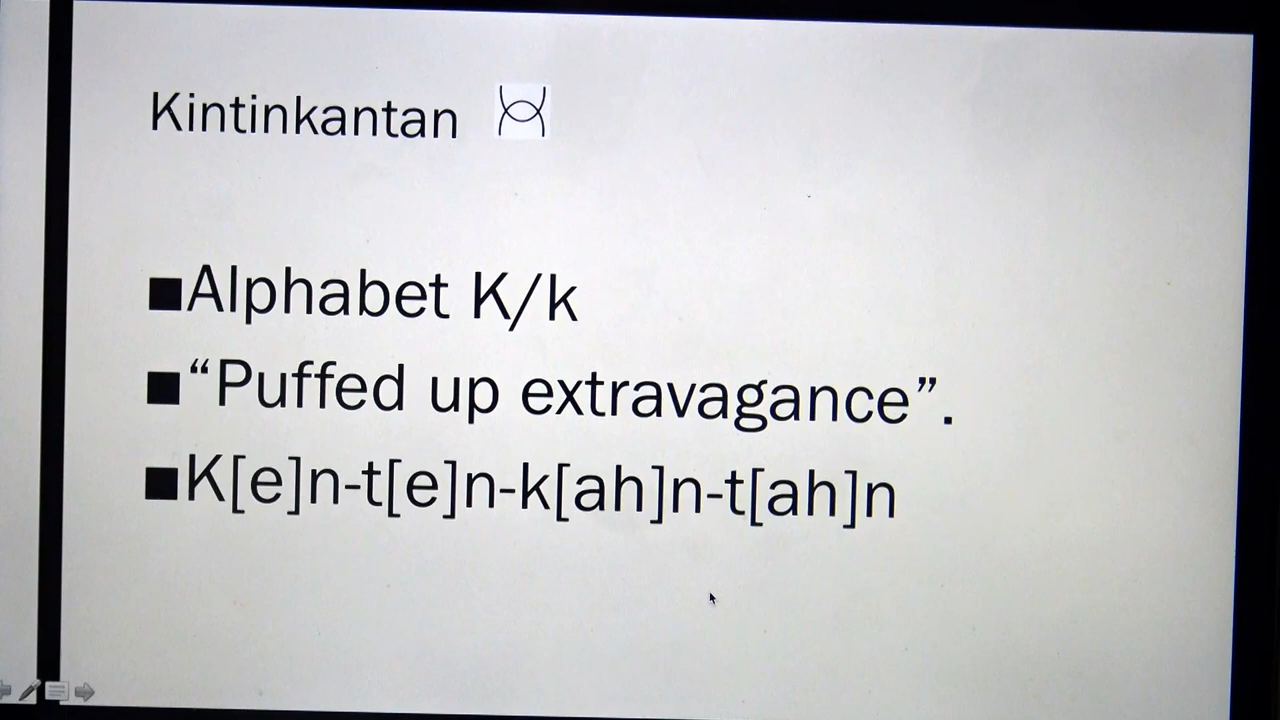 Kintinkantan
■Alphabet K/k
■“Puffed up extravagance”.
■K[e]n-t[e]n-k[ah]n-t[ah]n